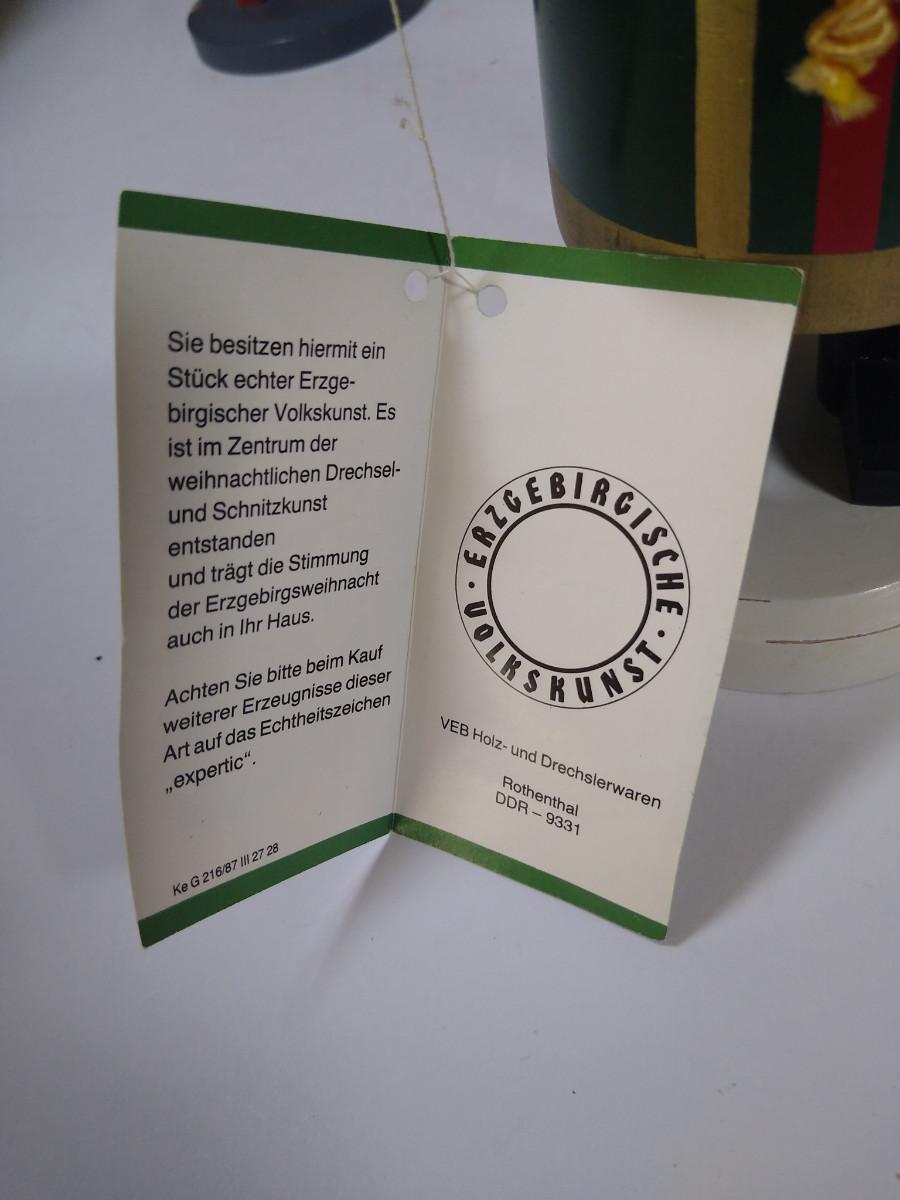 Sie besitzen hiermit ein
Stück echter Erzge-
birgischer Volkskunst. Es
ist im Zentrum der
weihnachtlichen Drechsel-
und Schnitzkunst
entstanden
und trägt die Stimmung
der Erzgebirgsweihnacht
auch in Ihr Haus.
Achten Sie bitte beim Kauf
weiterer Erzeugnisse dieser
Art auf das Echtheitszeichen
„expertic“.
Ke G 216/87 III 27 28
· ERZGEBIRGISCHE ·
VOLKSKUNST
VEB Holz- und Drechslerwaren
Rothenthal
DDR – 9331